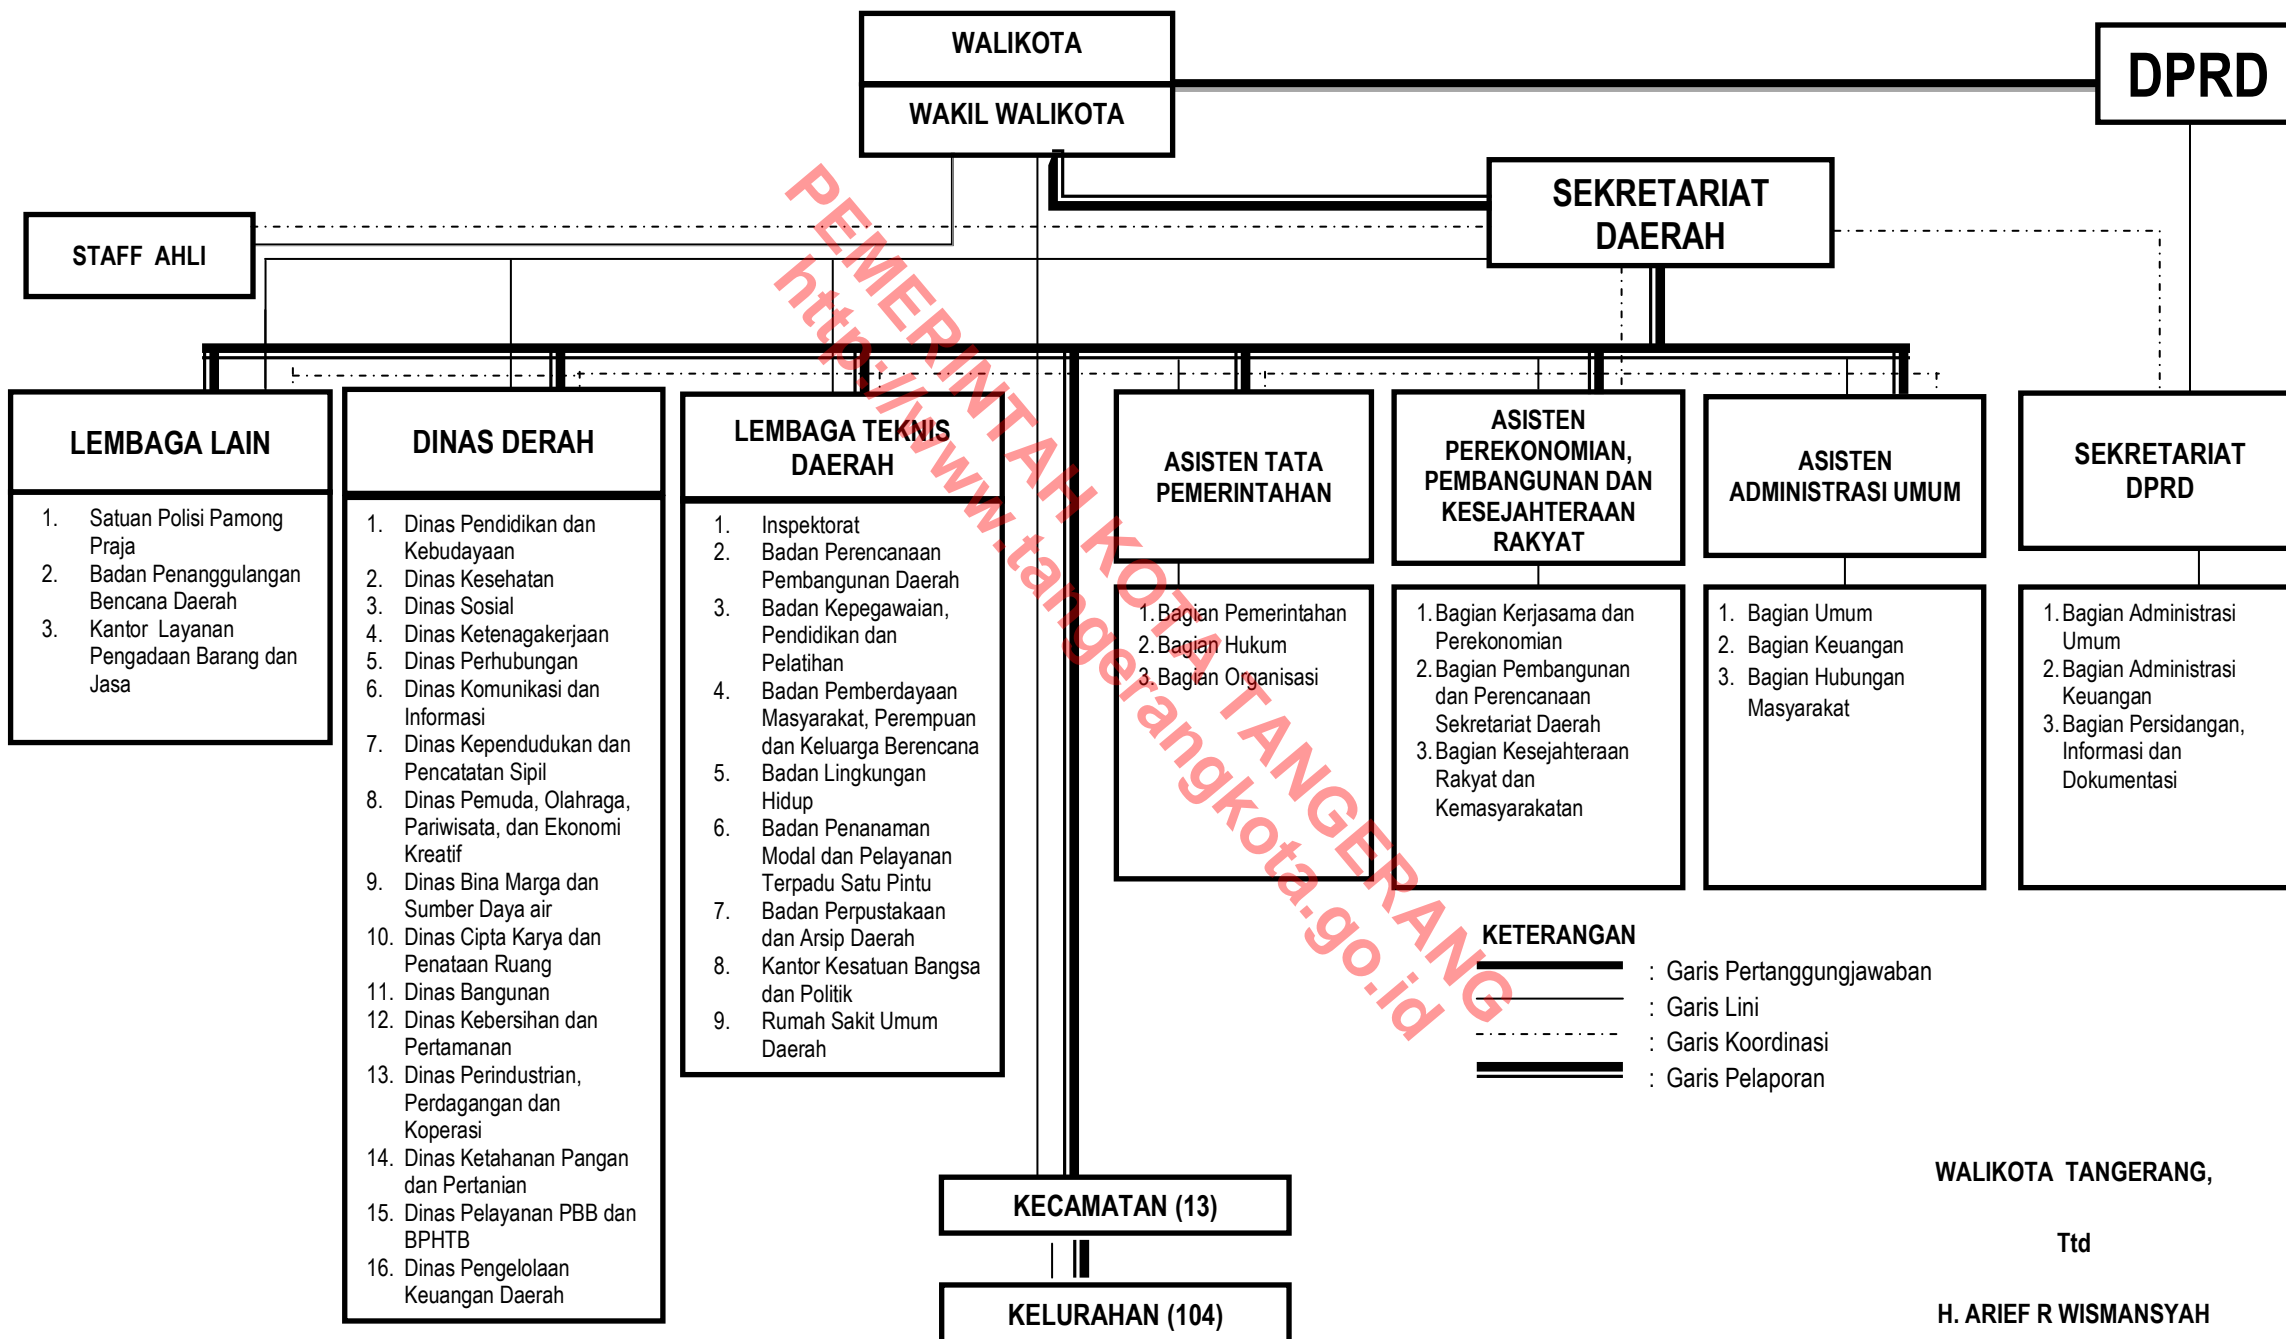 WALIKOTA
WAKIL WALIKOTA
DPRD
SEKRETARIAT
DAERAH
STAFF AHLI
LEMBAGA LAIN
1. Satuan Polisi Pamong
Praja
2. Badan Penanggulangan
Bencana Daerah
3. Kantor Layanan
Pengadaan Barang dan
Jasa
DINAS DERAH
1. Dinas Pendidikan dan
Kebudayaan
2. Dinas Kesehatan
3. Dinas Sosial
4. Dinas Ketenagakerjaan
5. Dinas Perhubungan
6. Dinas Komunikasi dan
Informasi
7. Dinas Kependudukan dan
Pencatatan Sipil
8. Dinas Pemuda, Olahraga,
Pariwisata, dan Ekonomi
Kreatif
9. Dinas Bina Marga dan
Sumber Daya air
10. Dinas Cipta Karya dan
Penataan Ruang
11. Dinas Bangunan
12. Dinas Kebersihan dan
Pertamanan
13. Dinas Perindustrian,
Perdagangan dan
Koperasi
14. Dinas Ketahanan Pangan
dan Pertanian
15. Dinas Pelayanan PBB dan
BPHTB
16. Dinas Pengelolaan
Keuangan Daerah
LEMBAGA TEKNIS
DAERAH
1. Inspektorat
2. Badan Perencanaan
Pembangunan Daerah
3. Badan Kepegawaian,
Pendidikan dan
Pelatihan
4. Badan Pemberdayaan
Masyarakat, Perempuan
dan Keluarga Berencana
5. Badan Lingkungan
Hidup
6. Badan Penanaman
Modal dan Pelayanan
Terpadu Satu Pintu
7. Badan Perpustakaan
dan Arsip Daerah
8. Kantor Kesatuan Bangsa
dan Politik
9. Rumah Sakit Umum
Daerah
ASISTEN TATA
PEMERINTAHAN
1. Bagian Pemerintahan
2. Bagian Hukum
3. Bagian Organisasi
ASISTEN
PEREKONOMIAN,
PEMBANGUNAN DAN
KESEJAHTERAAN
RAKYAT
1. Bagian Kerjasama dan
Perekonomian
2. Bagian Pembangunan
dan Perencanaan
Sekretariat Daerah
3. Bagian Kesejahteraan
Rakyat dan
Kemasyarakatan
ASISTEN
ADMINISTRASI UMUM
1. Bagian Umum
2. Bagian Keuangan
3. Bagian Hubungan
Masyarakat
SEKRETARIAT
DPRD
1. Bagian Administrasi
Umum
2. Bagian Administrasi
Keuangan
3. Bagian Persidangan,
Informasi dan
Dokumentasi
KETERANGAN
: Garis Pertanggungjawaban
: Garis Lini
: Garis Koordinasi
: Garis Pelaporan
KECAMATAN (13)
KELURAHAN (104)
WALIKOTA TANGERANG,
Ttd
H. ARIEF R WISMANSYAH
PEMERINTAH KOTA TANGERANG
http://www.tangerangkota.go.id